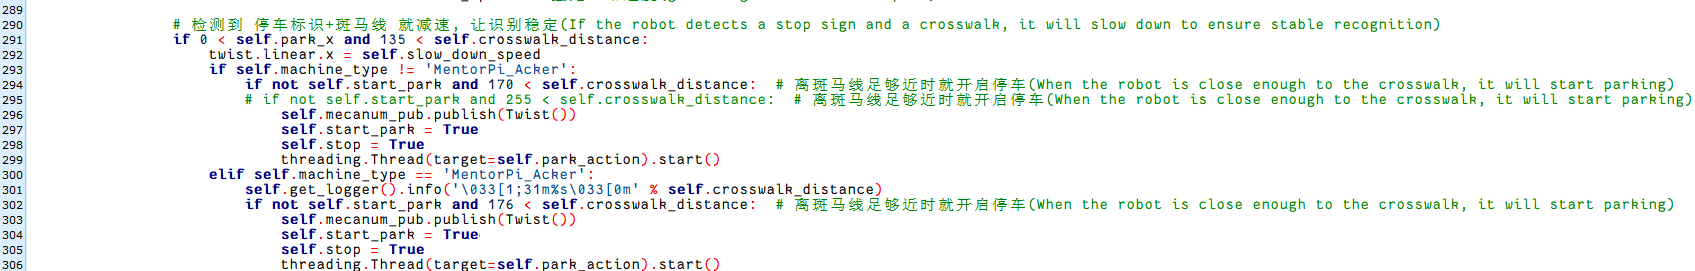 289
290 # 检测到 停车标识+斑马线 就减速, 让识别稳定(If the robot detects a stop sign and a crosswalk, it will slow down to ensure stable recognition)
291 if 0 < self.park_x and 135 < self.crosswalk_distance:
292 twist.linear.x = self.slow_down_speed
293 if self.machine_type != 'MentorPi_Acker':
294 if not self.start_park and 170 < self.crosswalk_distance:  # 离斑马线足够近时就开启停车(When the robot is close enough to the crosswalk, it will start parking)
295 # if not self.start_park and 255 < self.crosswalk_distance:  # 离斑马线足够近时就开启停车(When the robot is close enough to the crosswalk, it will start parking)
296 self.mecanum_pub.publish(Twist())
297 self.start_park = True
298 self.stop = True
299 threading.Thread(target=self.park_action).start()
300 elif self.machine_type == 'MentorPi_Acker':
301 self.get_logger().info('\033[1;31m%s\033[0m' % self.crosswalk_distance)
302 if not self.start_park and 176 < self.crosswalk_distance:  # 离斑马线足够近时就开启停车(When the robot is close enough to the crosswalk, it will start parking)
303 self.mecanum_pub.publish(Twist())
304 self.start_park = True
305 self.stop = True
306 threading.Thread(target=self.park_action).start()